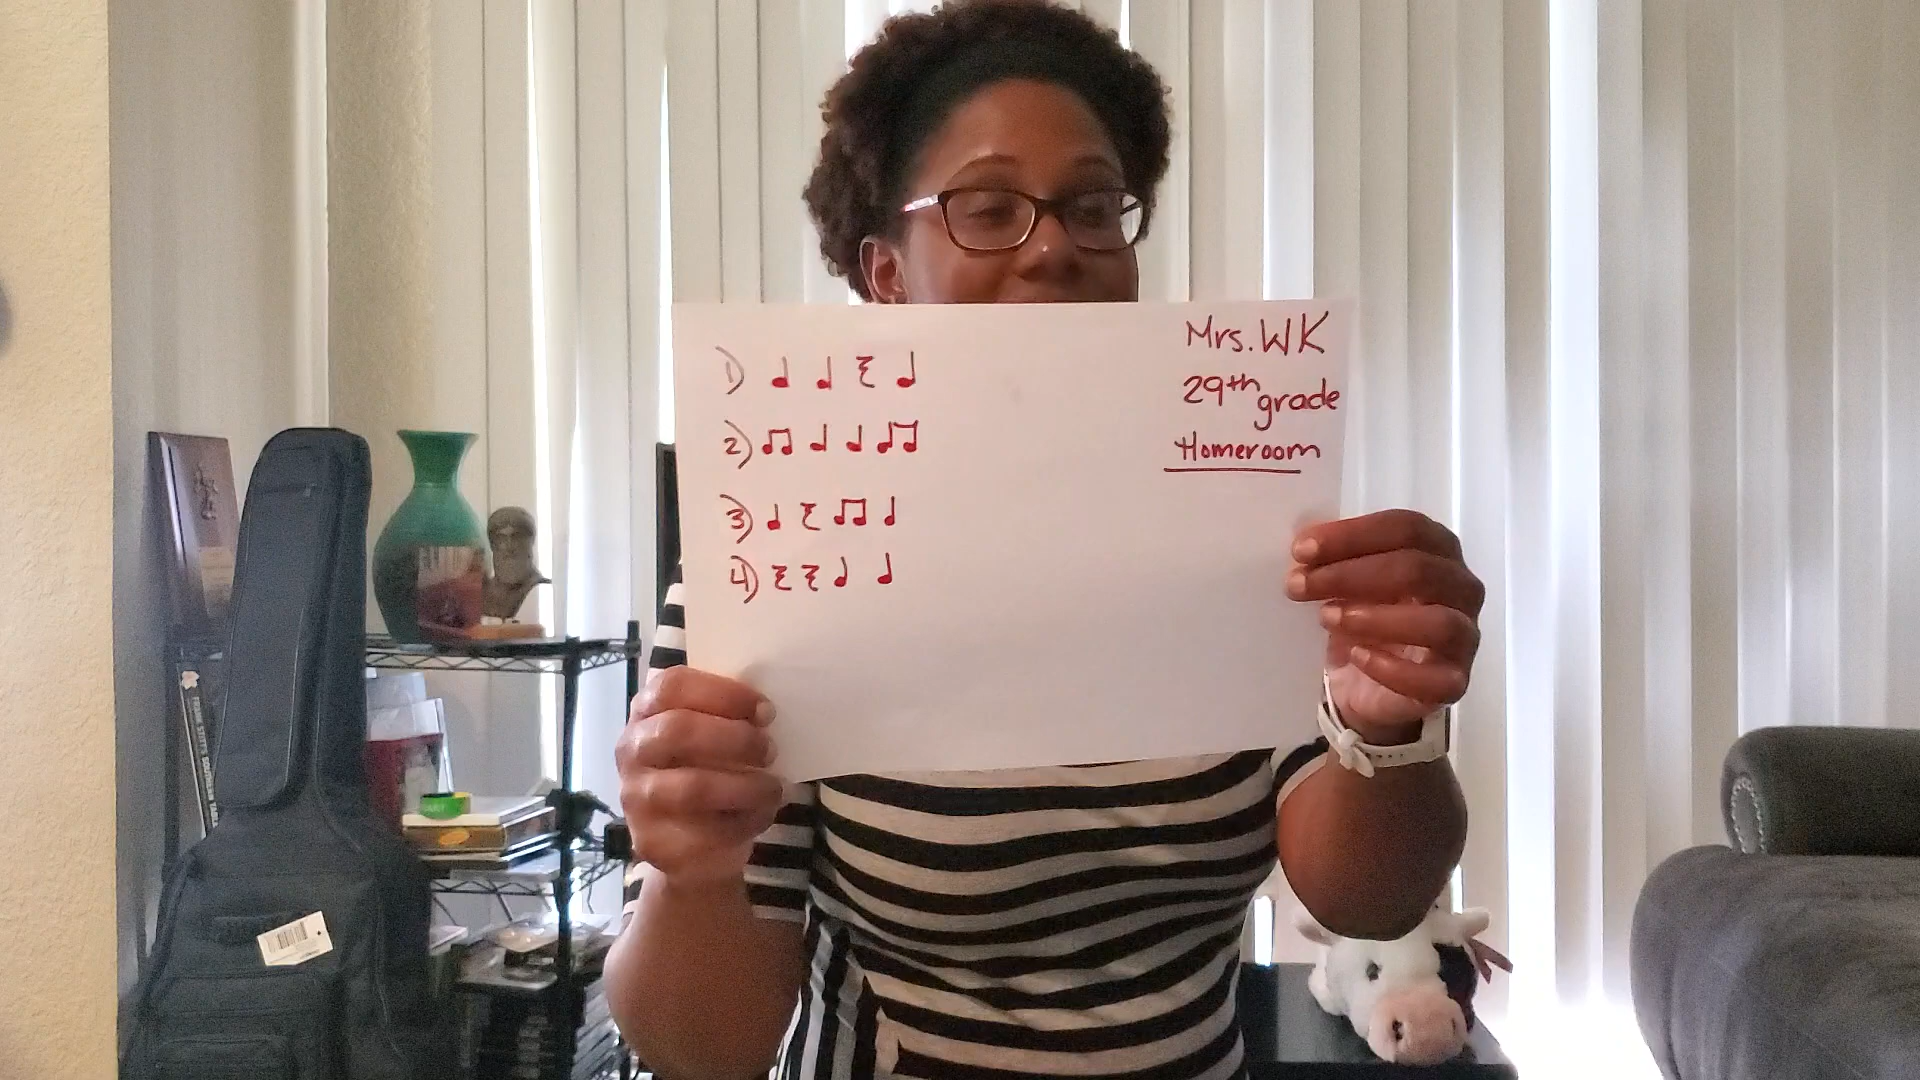 1) ♩ ♩ 𝄽 ♩
2) ♫ ♩ ♩ ♫
3) ♩ 𝄽 ♫ ♩
4) 𝄽 𝄽 ♩ ♩
Mrs. WK
29th grade
Homeroom